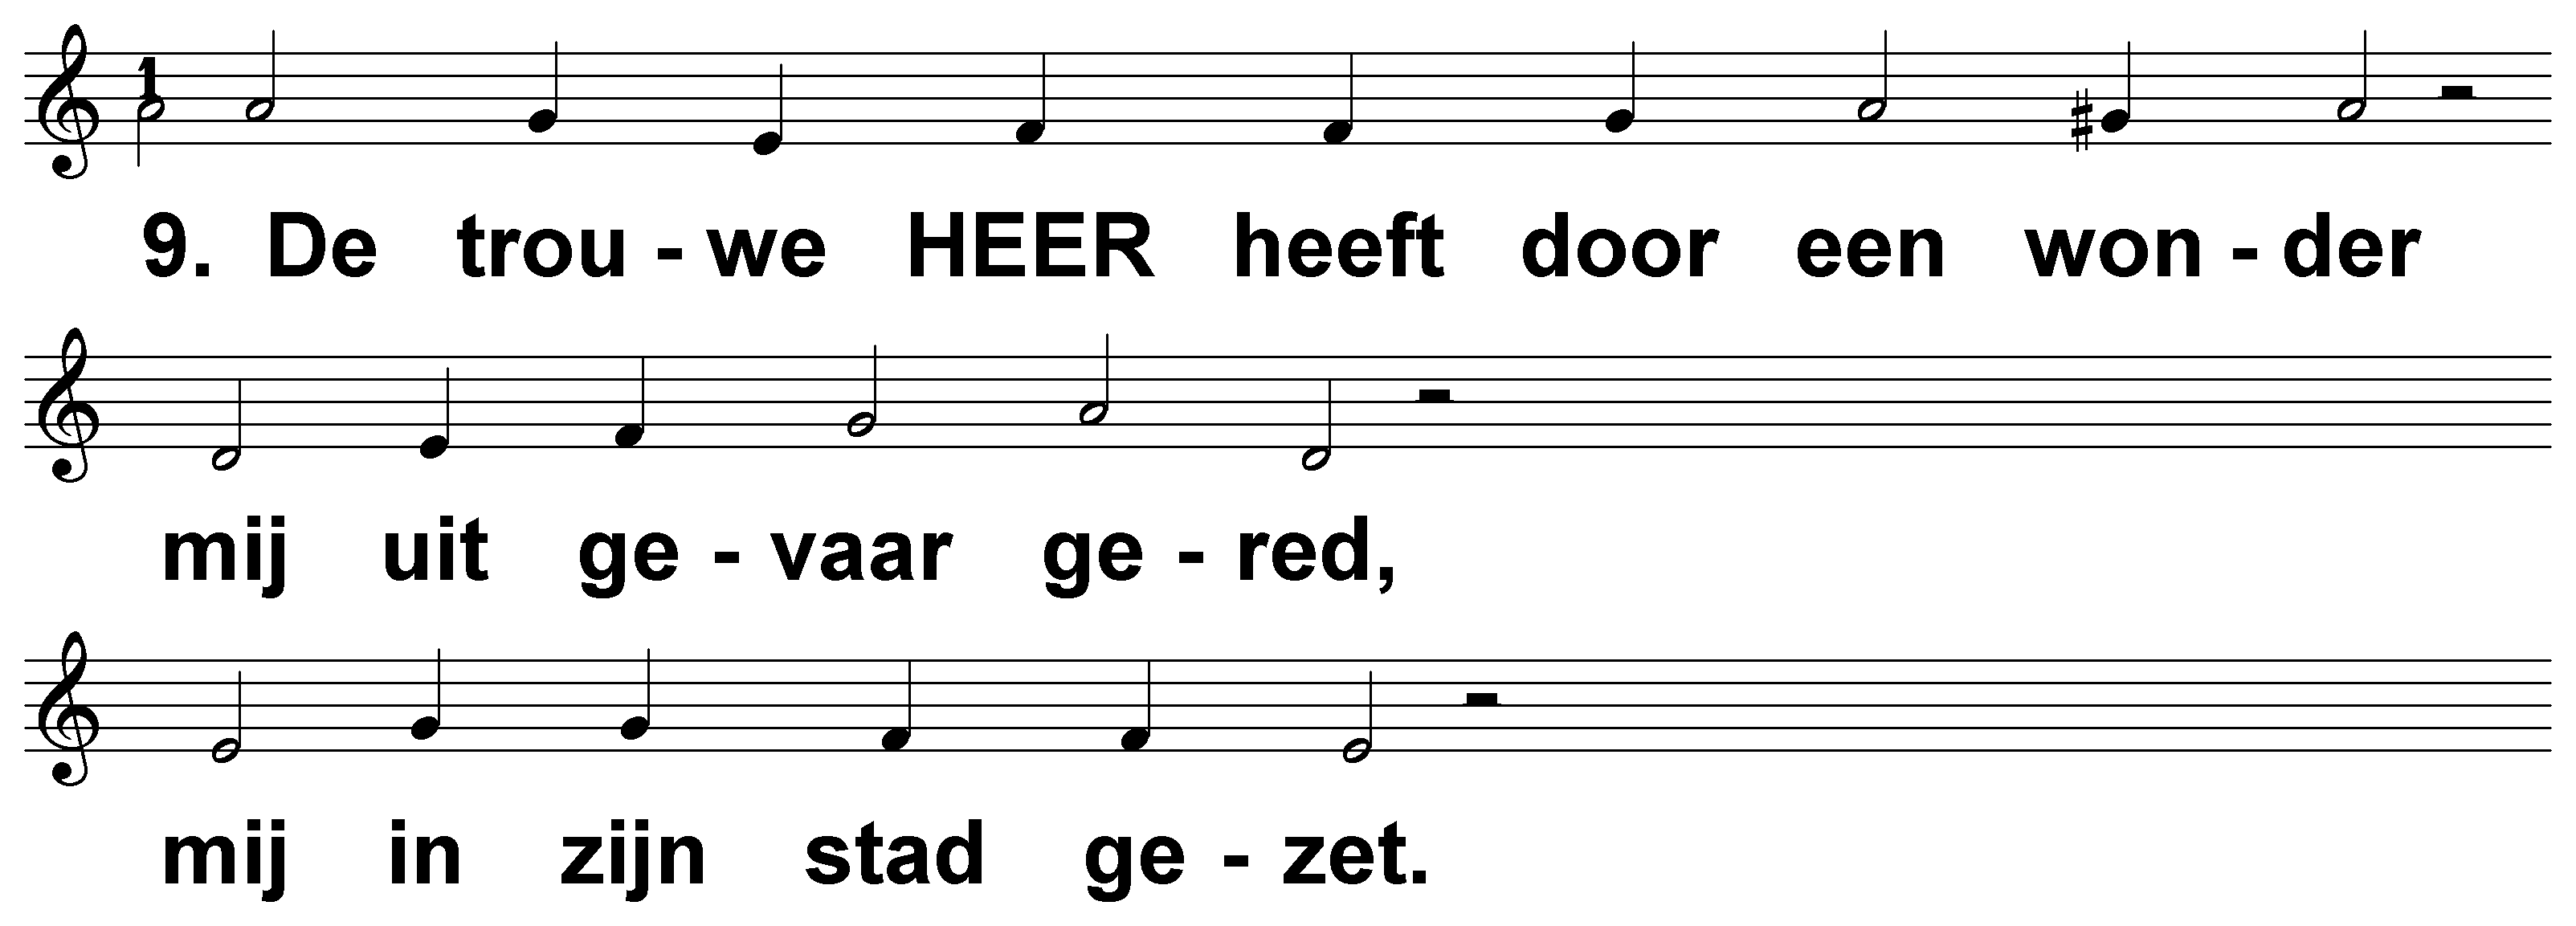 1
9. De trou - we HEER heeft door een won - der
mij uit ge - vaar ge - red,
mij in zijn stad ge - zet.